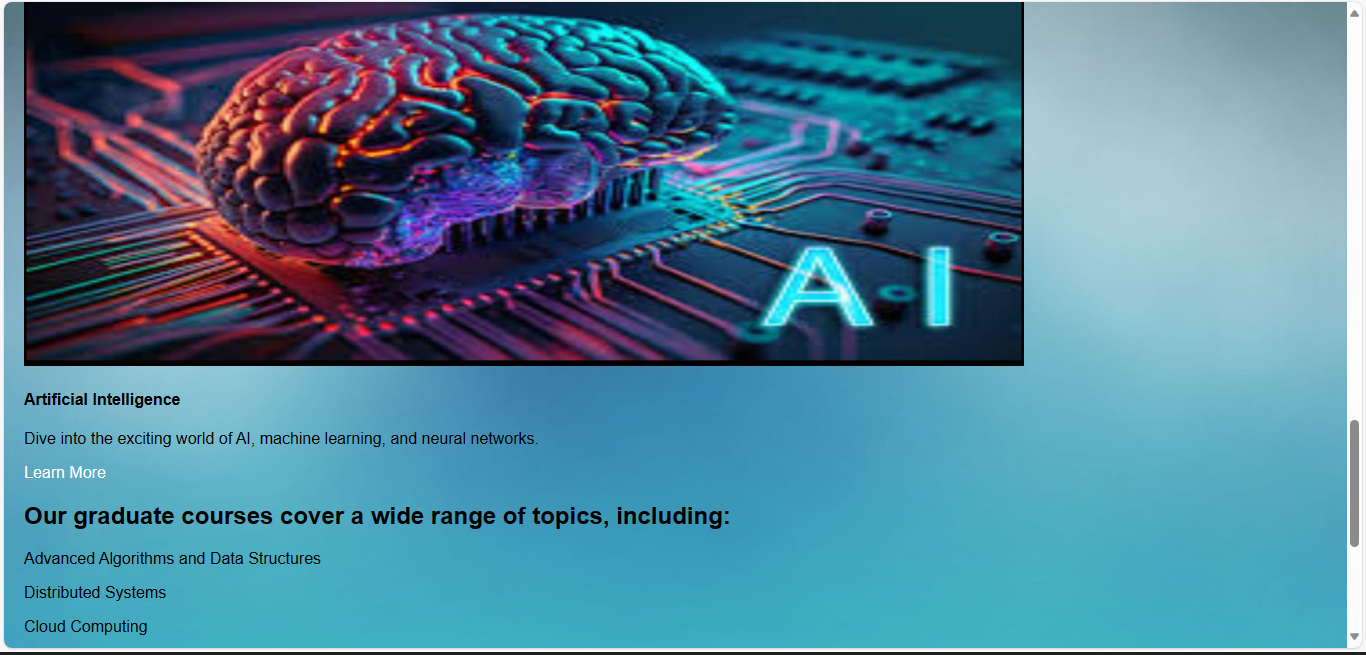 AI
Artificial Intelligence
Dive into the exciting world of AI, machine learning, and neural networks.
Learn More
Our graduate courses cover a wide range of topics, including:
Advanced Algorithms and Data Structures
Distributed Systems
Cloud Computing